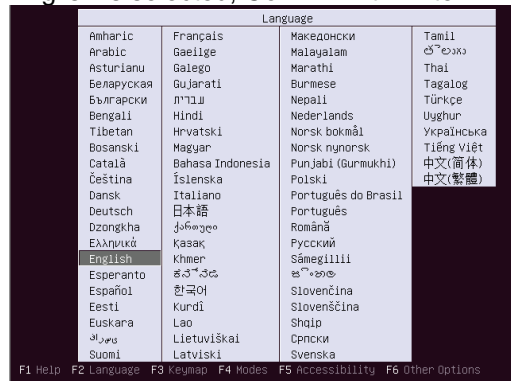 Language
Amharic
Arabic
Asturianu
Беларуская
Български
Bengali
Tibetan
Bosanski
Català
Čeština
Dansk
Deutsch
Dzongkha
Ελληνικά
English
Esperanto
Español
Eesti
Euskara
Suomi
Français
Gaeilge
Galego
Gujarati
עברית
Hindi
Hrvatski
Magyar
Bahasa Indonesia
Íslenska
Italiano
日本語
ქართული
Қазақ
Khmer
한국어
Kurdî
Lao
Lietuviškai
Latviski
Македонски
Malayalam
Marathi
Burmese
Nepali
Nederlands
Norsk bokmål
Norsk nynorsk
Punjabi (Gurmukhi)
Polski
Português do Brasil
Português
Română
Русский
Sámegillii
Slovenčina
Slovenščina
Shqip
Српски
Svenska
Tamil
Thai
Tagalog
Türkçe
Uyghur
Українська
Tiếng Việt
中文(简体)
中文(繁體)
F1 Help F2 Language F3 Keymap F4 Modes F5 Accessibility F6 Other Options